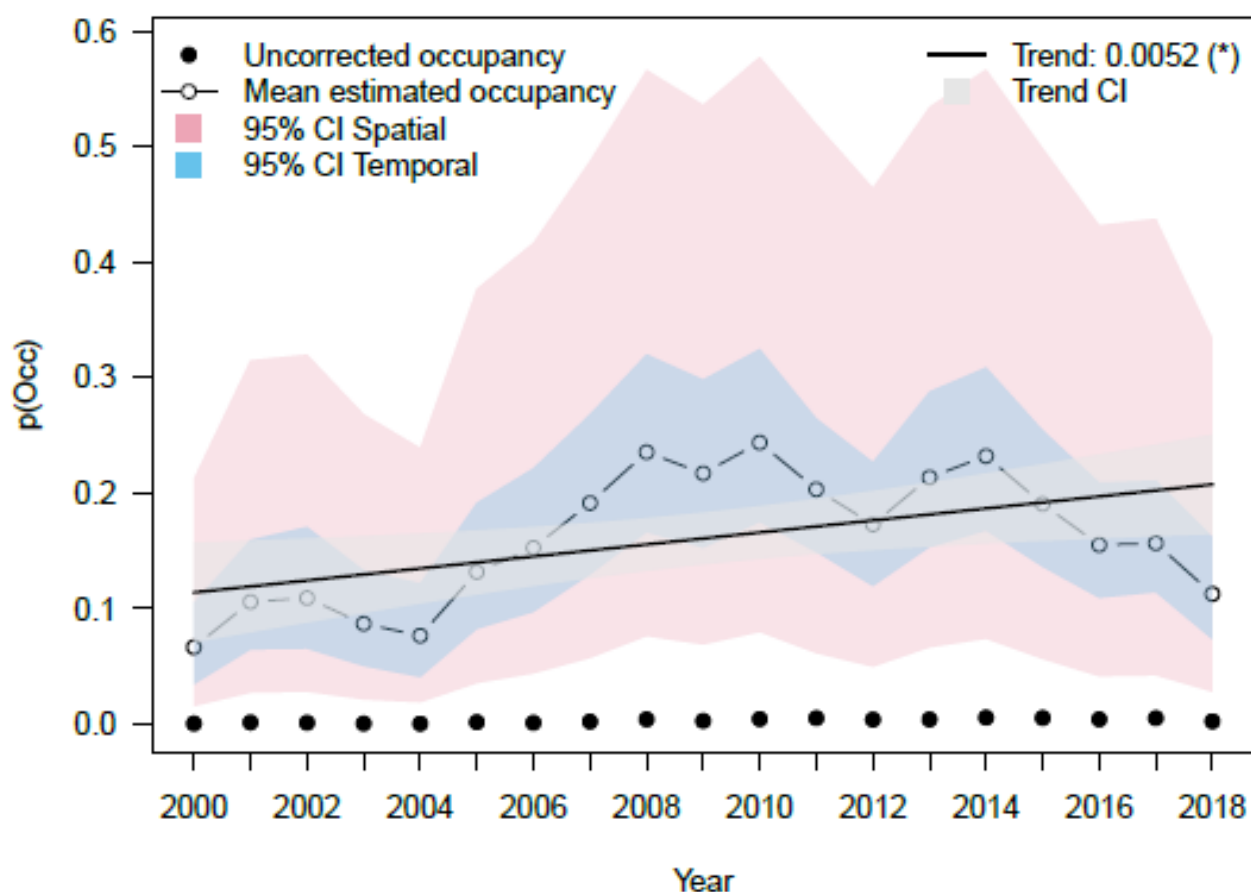 Uncorrected occupancy
Mean estimated occupancy
95% CI Spatial
95% CI Temporal
Trend: 0.0052 (*)
Trend CI
0.6
0.5
0.4
0.3
0.2
0.1
0.0
p(Occ)
2000 2002 2004 2006 2008 2010 2012 2014 2016 2018
Year